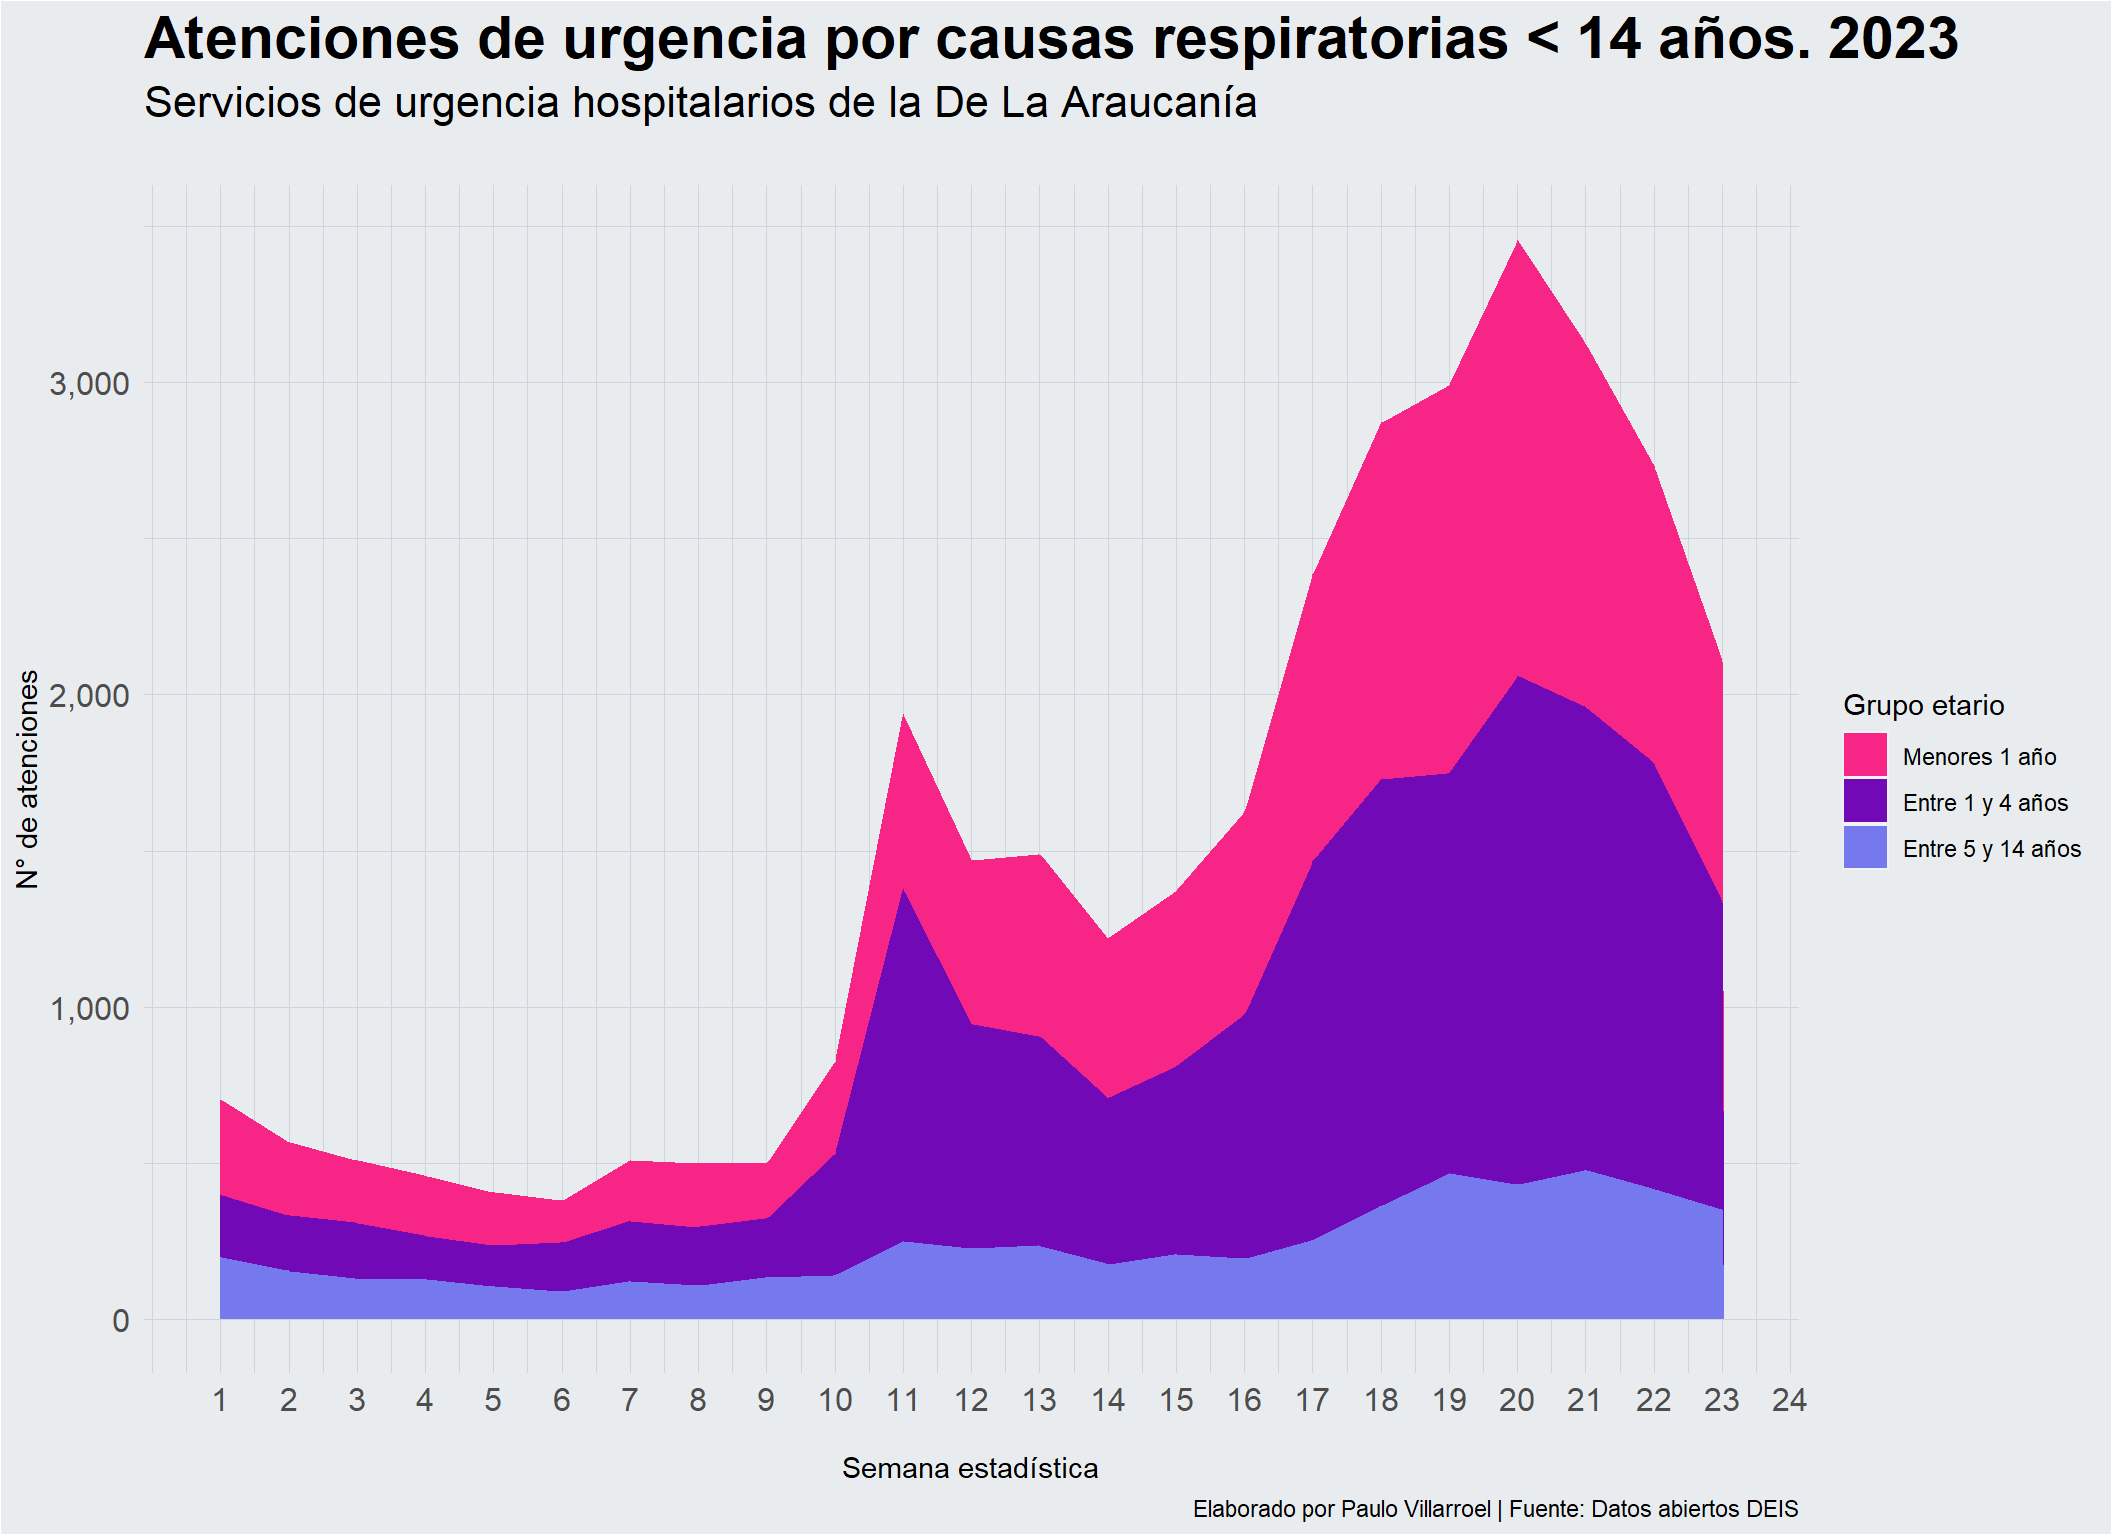 Atenciones de urgencia por causas respiratorias < 14 años. 2023
Servicios de urgencia hospitalarios de la De La Araucanía
3,000
2,000
1,000
0
N° de atenciones
1 2 3 4 5 6 7 8 9 10 11 12 13 14 15 16 17 18 19 20 21 22 23 24
Semana estadística
Grupo etario
Menores 1 año
Entre 1 y 4 años
Entre 5 y 14 años
Elaborado por Paulo Villarroel | Fuente: Datos abiertos DEIS